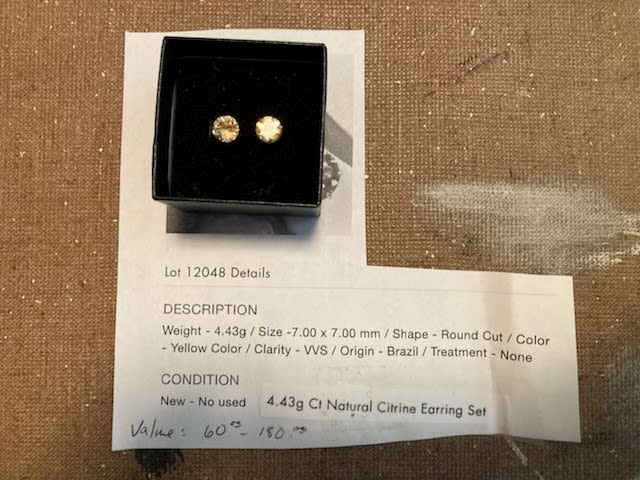 Lot 12048 Details
DESCRIPTION
Weight - 4.43g / Size -7.00 x 7.00 mm / Shape - Round Cut / Color
- Yellow Color / Clarity - VVS / Origin - Brazil / Treatment - None
CONDITION
New - No used 4.43g Ct Natural Citrine Earring Set
Value: 60.00 - 180.00